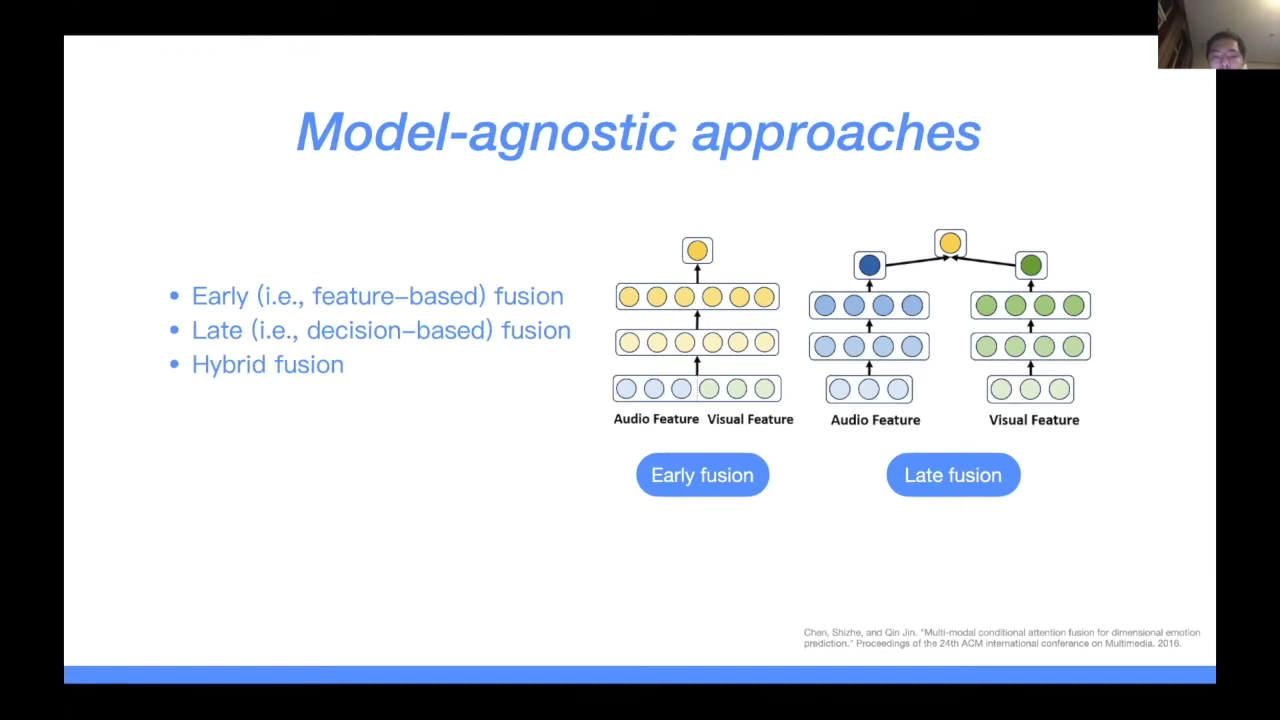 Model-agnostic approaches
• Early (i.e., feature–based) fusion
• Late (i.e., decision–based) fusion
• Hybrid fusion
Audio Feature Visual Feature
Audio Feature
Visual Feature
Early fusion
Late fusion
Chen, Shizhe, and Qin Jin. "Multi-modal conditional attention fusion for dimensional emotion
prediction." Proceedings of the 24th ACM international conference on Multimedia. 2016.